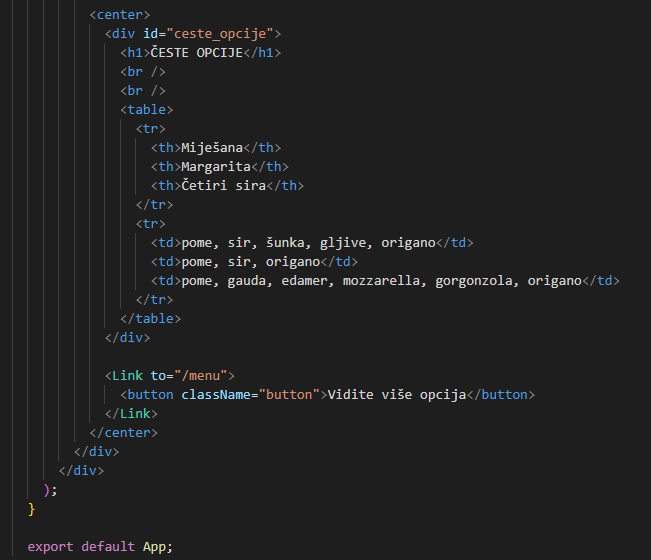 <center>
<div id="ceste_opcije">
<h1>ČESTE OPCIJE</h1>
<br />
<br />
<table>
<tr>
<th>Miješana</th>
<th>Margarita</th>
<th>Četiri sira</th>
</tr>
<tr>
<td>pome, sir, šunka, gljive, origano</td>
<td>pome, sir, origano</td>
<td>pome, gauda, edamer, mozzarella, gorgonzola, origano</td>
</tr>
</table>
</div>
<Link to="/menu">
<button className="button">Vidite više opcija</button>
</Link>
</center>
</div>
</div>
);
}
export default App;